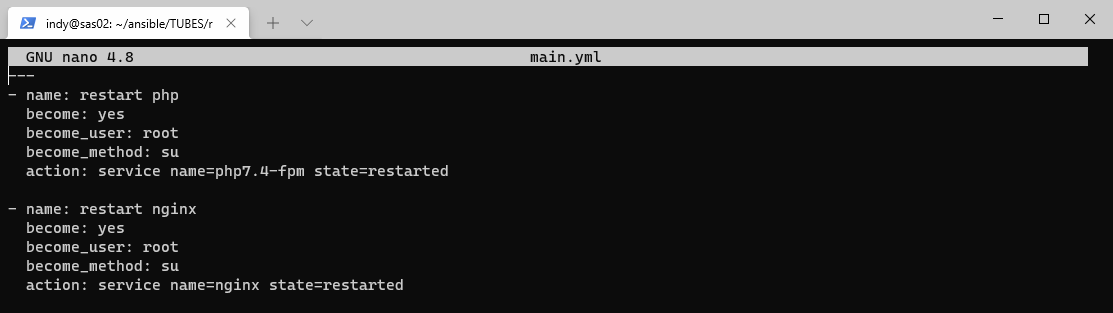 indy@sas02: ~/ansible/TUBES/r
GNU nano 4.8 main.yml
---
- name: restart php
  become: yes
  become_user: root
  become_method: su
  action: service name=php7.4-fpm state=restarted

- name: restart nginx
  become: yes
  become_user: root
  become_method: su
  action: service name=nginx state=restarted